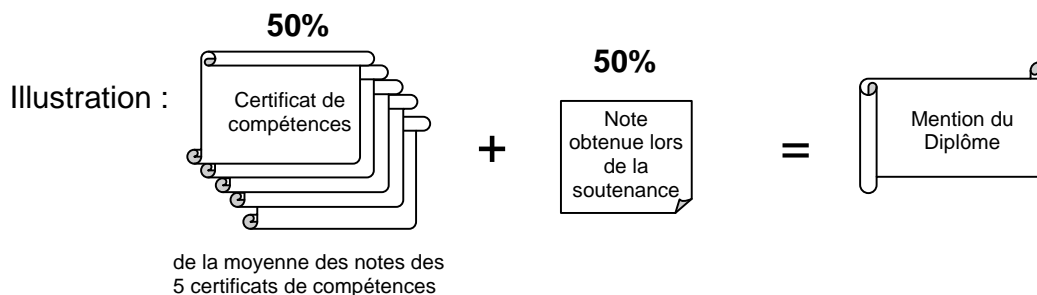 50%
50%
Illustration :
Certificat de
compétences
+
Note
obtenue lors
de la
soutenance
=
Mention du
Diplôme
de la moyenne des notes des
5 certificats de compétences